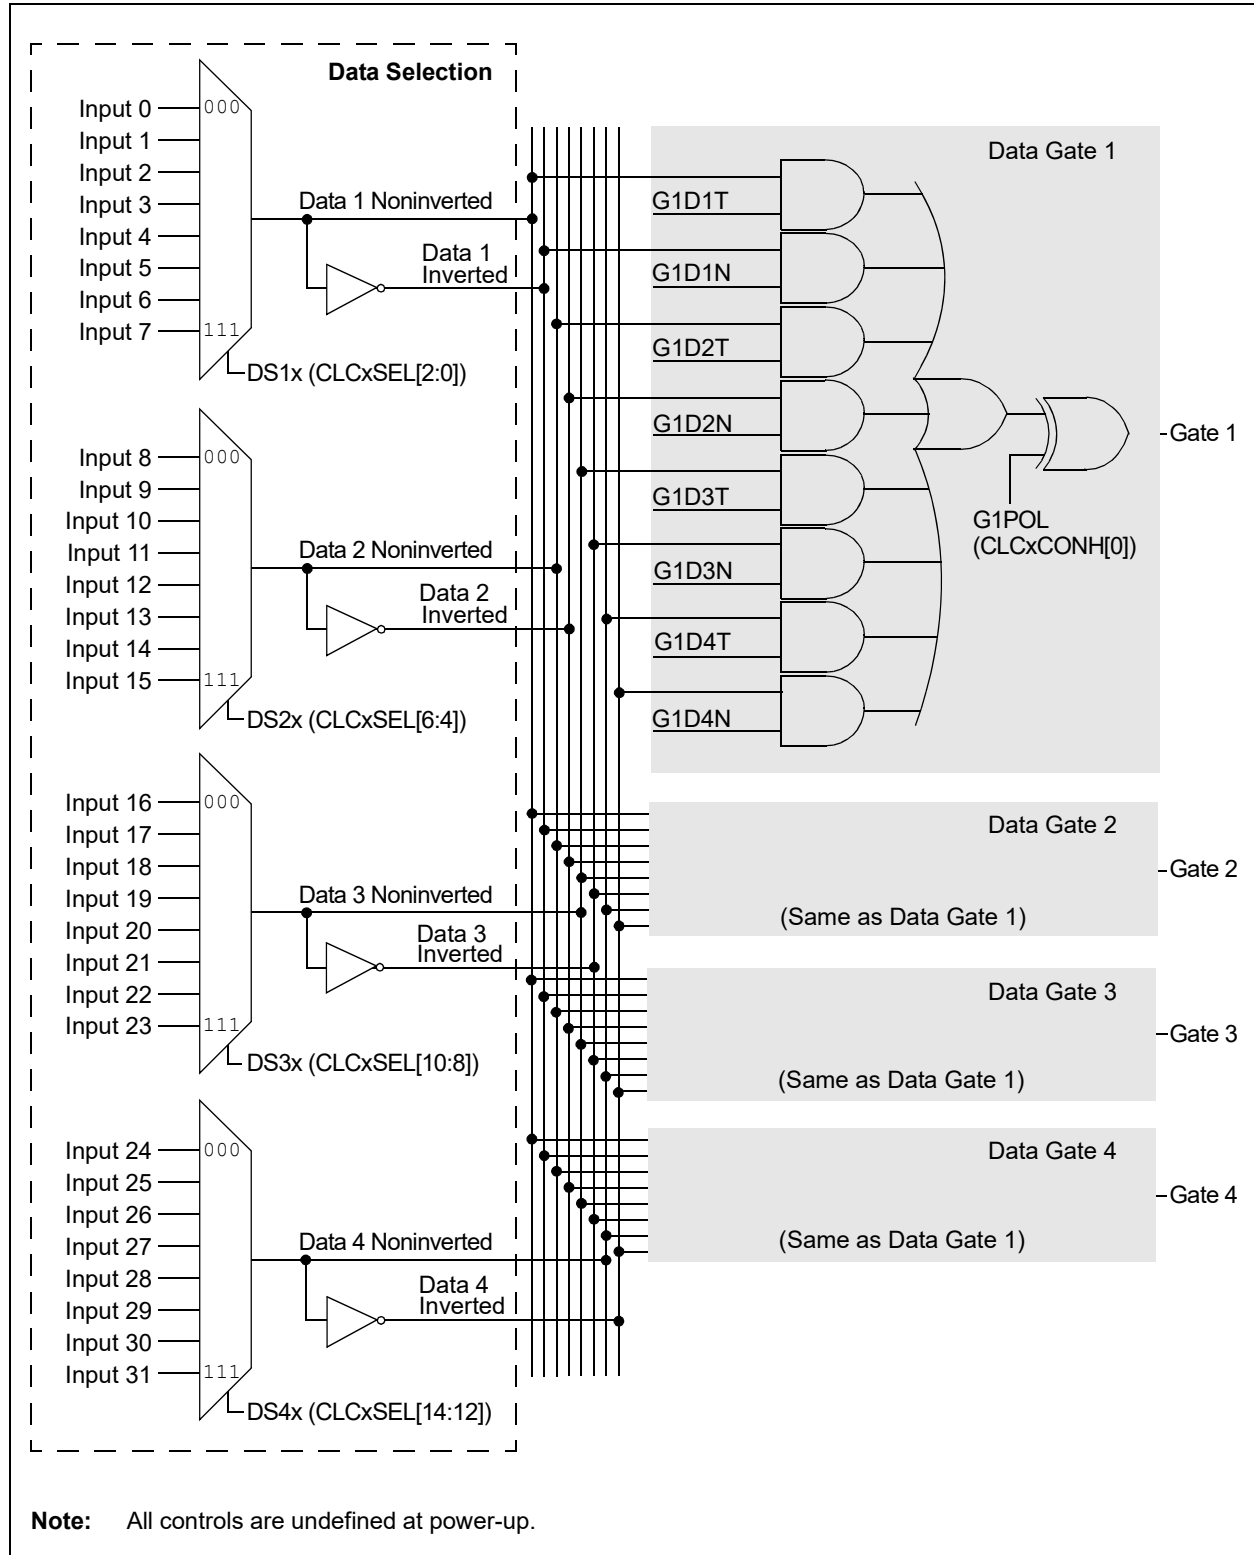 Data Selection
Input 0
000
Input 1
Input 2
Input 3
Input 4
Input 5
Input 6
Input 7
111
DS1x (CLCxSEL[2:0])
Data 1 Noninverted
Data 1
Inverted
Input 8
000
Input 9
Input 10
Input 11
Input 12
Input 13
Input 14
Input 15
111
DS2x (CLCxSEL[6:4])
Data 2 Noninverted
Data 2
Inverted
Input 16
000
Input 17
Input 18
Input 19
Input 20
Input 21
Input 22
Input 23
111
DS3x (CLCxSEL[10:8])
Data 3 Noninverted
Data 3
Inverted
Input 24
000
Input 25
Input 26
Input 27
Input 28
Input 29
Input 30
Input 31
111
DS4x (CLCxSEL[14:12])
Data 4 Noninverted
Data 4
Inverted
Data Gate 1
G1D1T
G1D1N
G1D2T
G1D2N
G1D3T
G1D3N
G1D4T
G1D4N
G1POL
(CLCxCONH[0])
Gate 1
Data Gate 2
(Same as Data Gate 1)
Gate 2
Data Gate 3
(Same as Data Gate 1)
Gate 3
Data Gate 4
(Same as Data Gate 1)
Gate 4
Note: All controls are undefined at power-up.